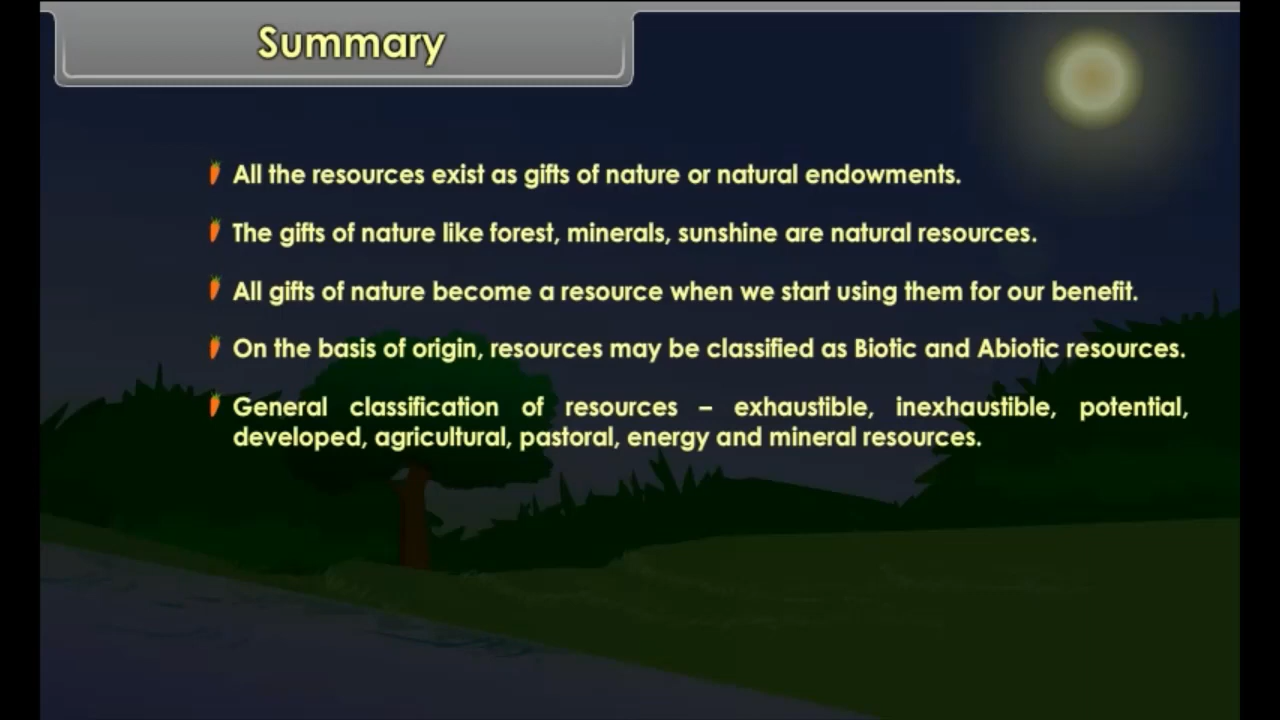 Summary
All the resources exist as gifts of nature or natural endowments.
The gifts of nature like forest, minerals, sunshine are natural resources.
All gifts of nature become a resource when we start using them for our benefit.
On the basis of origin, resources may be classified as Biotic and Abiotic resources.
General classification of resources – exhaustible, inexhaustible, potential,
developed, agricultural, pastoral, energy and mineral resources.